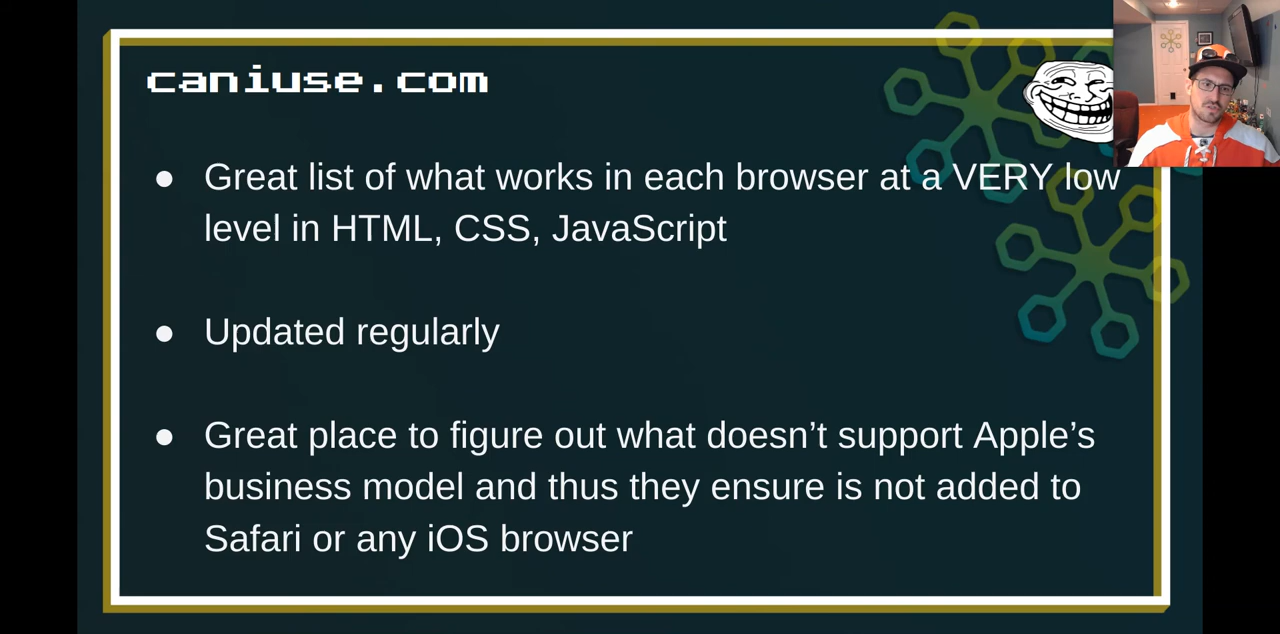 caniuse.com
● Great list of what works in each browser at a VERY low
level in HTML, CSS, JavaScript
● Updated regularly
● Great place to figure out what doesn’t support Apple’s
business model and thus they ensure is not added to
Safari or any iOS browser